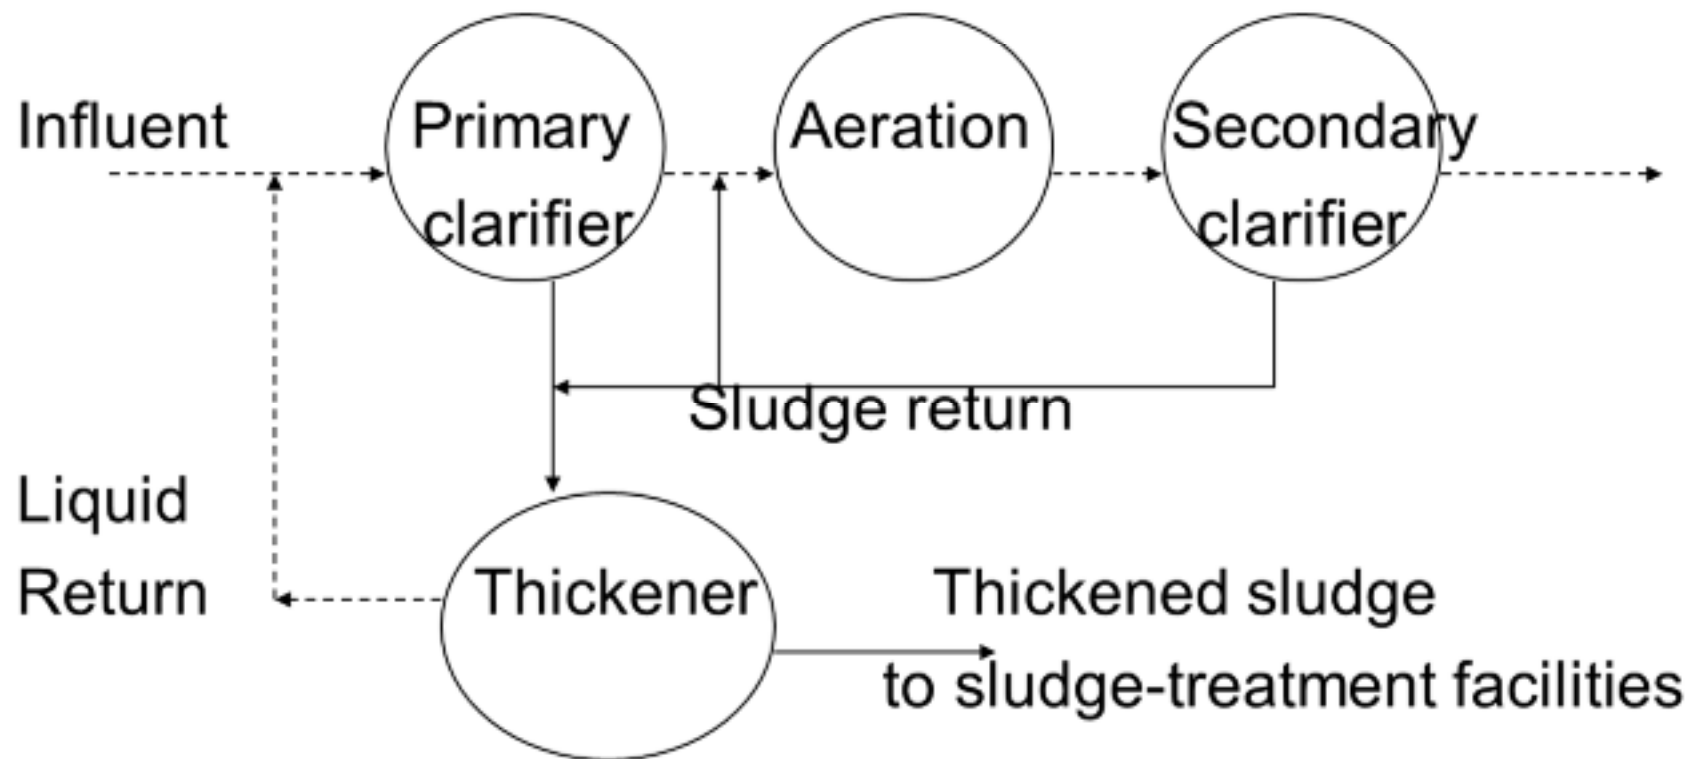 Influent
Primary
clarifier
Aeration
Secondary
clarifier
Sludge return
Liquid
Return
Thickener
Thickened sludge
to sludge-treatment facilities